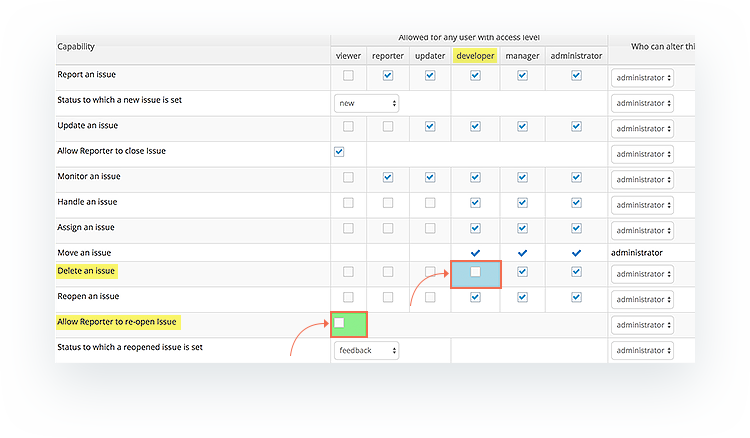 Allowed for any user with access level
Capability
Who can alter thi
viewer reporter updater developer manager administrator
Report an issue administrator
Status to which a new issue is set new administrator
Update an issue administrator
Allow Reporter to close Issue administrator
Monitor an issue administrator
Handle an issue administrator
Assign an issue administrator
Move an issue administrator
Delete an issue administrator
Reopen an issue administrator
Allow Reporter to re-open Issue administrator
Status to which a reopened issue is set feedback administrator